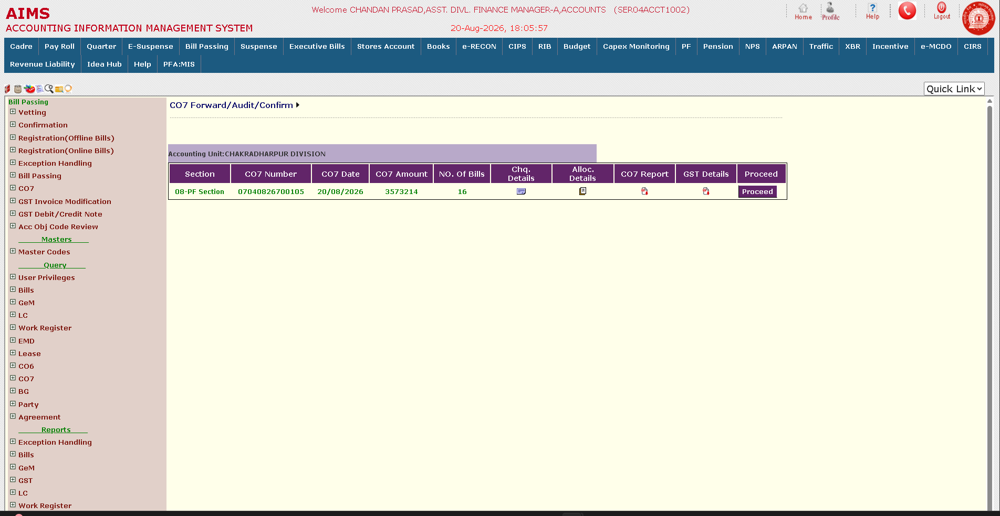 AIMS
ACCOUNTING INFORMATION MANAGEMENT SYSTEM
Welcome CHANDAN PRASAD,ASST. DIVL. FINANCE MANAGER-A,ACCOUNTS (SER04ACCT1002)
20-Aug-2026, 18:05:57
Home
Profile
Help
Logout
Cadre Pay Roll Quarter E-Suspense Bill Passing Suspense Executive Bills Stores Account Books e-RECON CIPS RIB Budget Capex Monitoring PF Pension NPS ARPAN Traffic XBR Incentive e-MCDO CIRS
Revenue Liability Idea Hub Help PFA:MIS
Quick Link
Bill Passing
Vetting
Confirmation
Registration(Offline Bills)
Registration(Online Bills)
Exception Handling
Bill Passing
CO7
GST Invoice Modification
GST Debit/Credit Note
Acc Obj Code Review
Masters
Master Codes
Query
User Privileges
Bills
GeM
LC
Work Register
EMD
Lease
CO6
CO7
BG
Party
Agreement
Reports
Exception Handling
Bills
GeM
GST
LC
Work Register
CO7 Forward/Audit/Confirm
Accounting Unit:CHAKRADHARPUR DIVISION
Section CO7 Number CO7 Date CO7 Amount NO. Of Bills Chq. Details Alloc. Details CO7 Report GST Details Proceed
08-PF Section 07040826700105 20/08/2026 3573214 16 Proceed